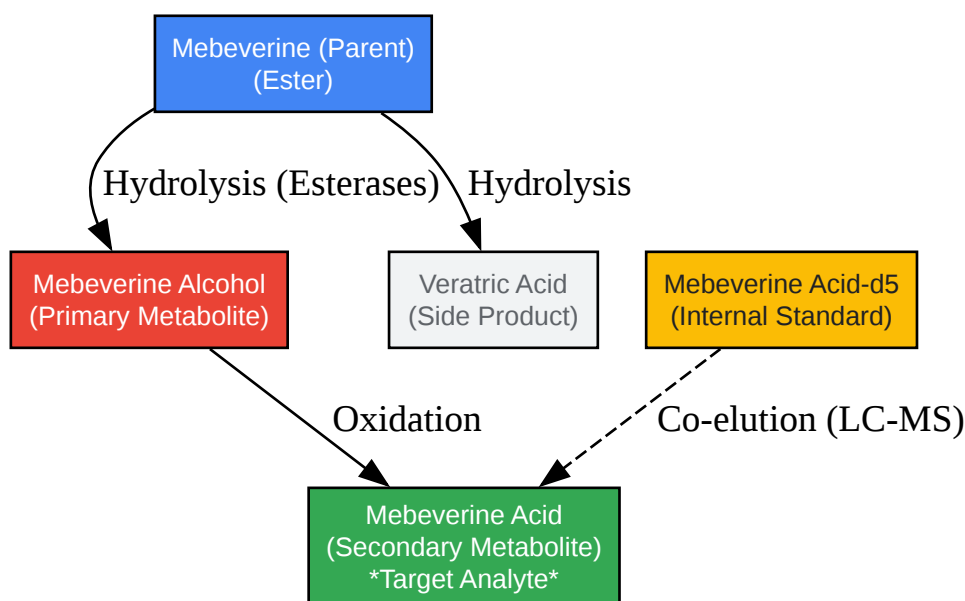 Mebeverine (Parent)
(Ester)
Hydrolysis (Esterases)
Hydrolysis
Mebeverine Alcohol
(Primary Metabolite)
Veratric Acid
(Side Product)
Mebeverine Acid-d5
(Internal Standard)
Oxidation
Co-elution (LC-MS)
Mebeverine Acid
(Secondary Metabolite)
*Target Analyte*